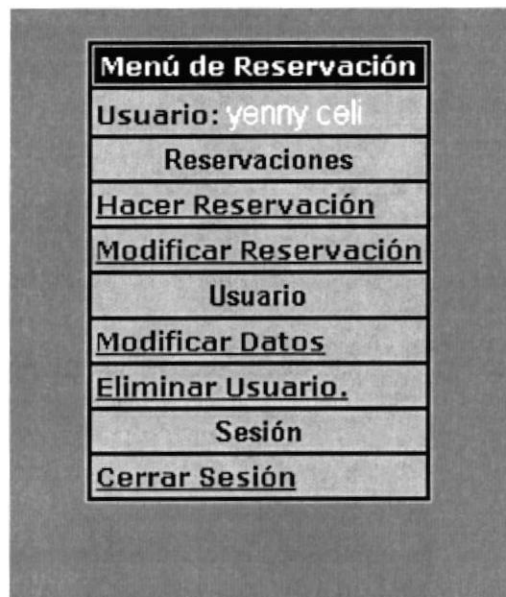 Menú de Reservación
Usuario: yenny celi
Reservaciones
Hacer Reservación
Modificar Reservación
Usuario
Modificar Datos
Eliminar Usuario.
Sesión
Cerrar Sesión